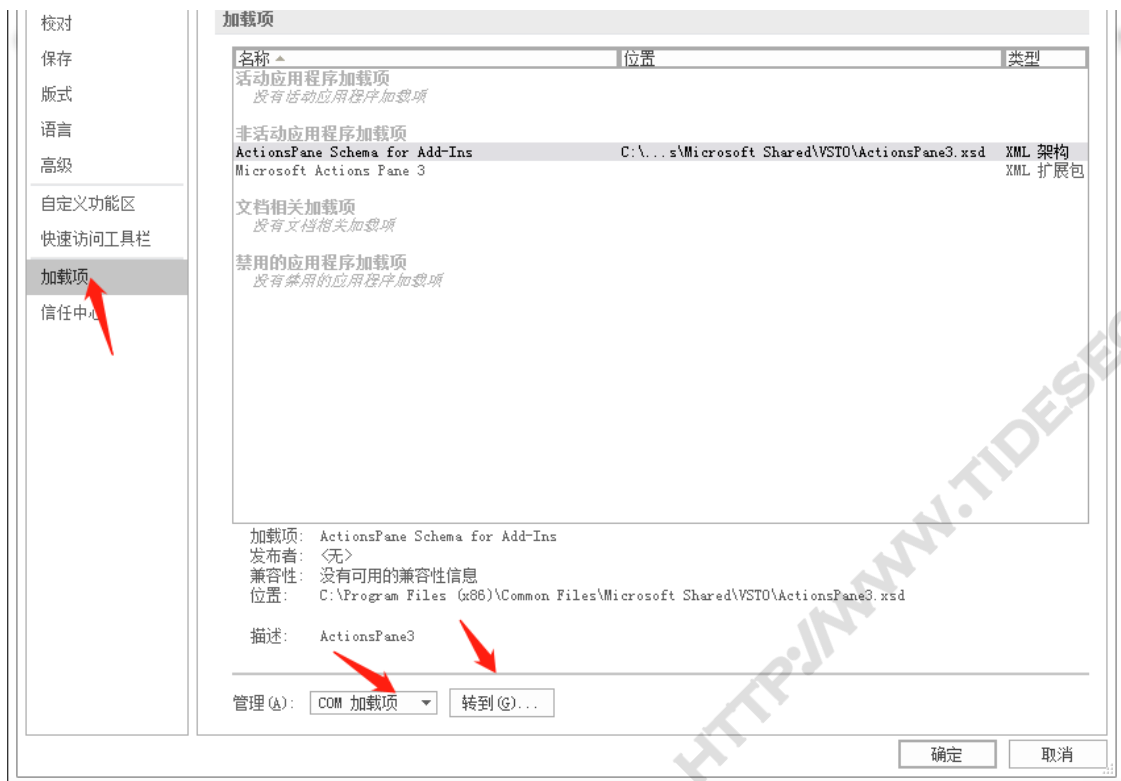 校对
保存
版式
语言
高级
自定义功能区
快速访问工具栏
加载项
信任中心
加载项
名称 位置 类型
活动应用程序加载项
没有活动应用程序加载项
非活动应用程序加载项
ActionsPane Schema for Add-Ins C:\...s\Microsoft Shared\VSTO\ActionsPane3.xsd XML 架构
Microsoft Actions Pane 3 XML 扩展包
文档相关加载项
没有文档相关加载项
禁用的应用程序加载项
没有禁用的应用程序加载项
加载项: ActionsPane Schema for Add-Ins
发布者: <无>
兼容性: 没有可用的兼容性信息
位置: C:\Program Files (x86)\Common Files\Microsoft Shared\VSTO\ActionsPane3.xsd
描述: ActionsPane3
管理(A): COM 加载项 转到(G)...
确定 取消
HTTP://WWW.TIDESEC